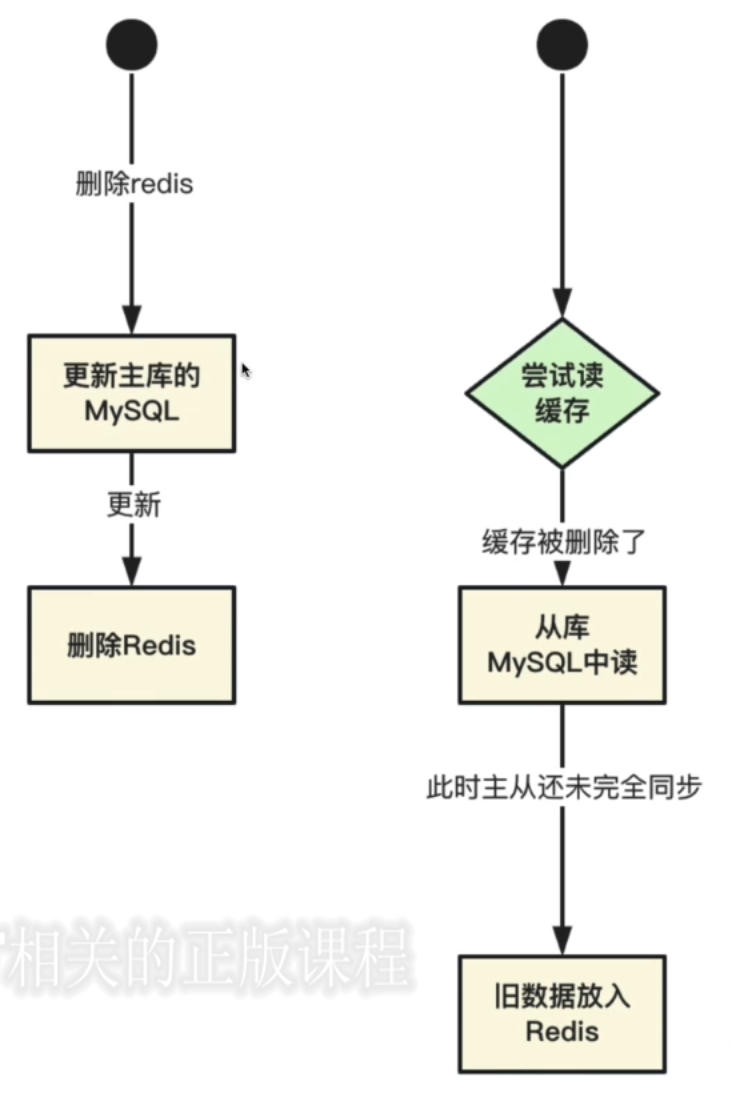 删除redis
更新主库的
MySQL
更新
删除Redis
尝试读
缓存
缓存被删除了
从库
MySQL中读
此时主从还未完全同步
旧数据放入
Redis
相关的正版课程